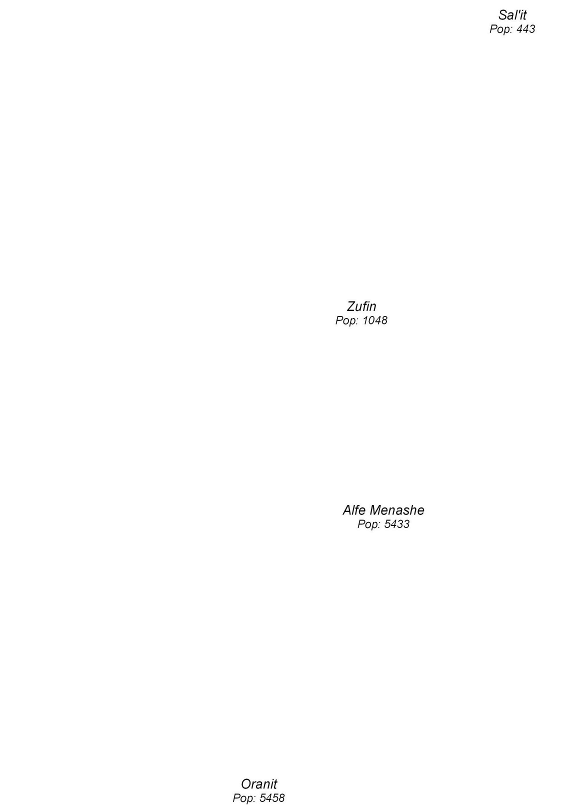 Sal'it
Pop: 443
Zufin
Pop: 1048
Alfe Menashe
Pop: 5433
Oranit
Pop: 5458